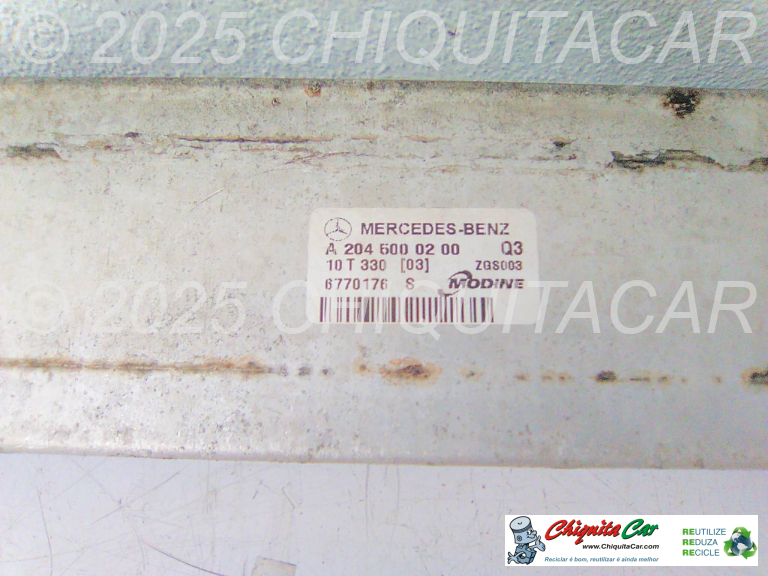 © 2025 CHIQUITACAR
MERCEDES-BENZ
A 204 500 02 00 Q3
10 T 330 [03] ZGS003
6770176 S MODINE
© 2025 CHIQUITACAR
Chiquita Car
www.ChiquitaCar.com
Reciclar é bom, reutilizar é ainda melhor
REUTILIZE
REDUZA
RECICLE